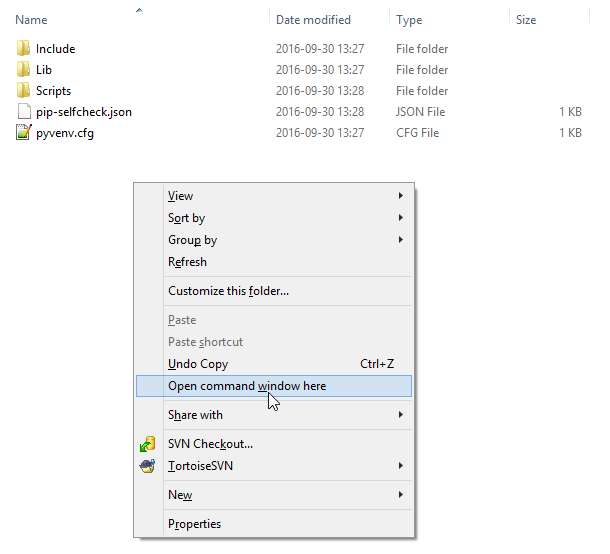 Name Date modified Type Size
Include 2016-09-30 13:27 File folder
Lib 2016-09-30 13:27 File folder
Scripts 2016-09-30 13:28 File folder
pip-selfcheck.json 2016-09-30 13:28 JSON File 1 KB
pyvenv.cfg 2016-09-30 13:27 CFG File 1 KB
View
Sort by
Group by
Refresh
Customize this folder...
Paste
Paste shortcut
Undo Copy Ctrl+Z
Open command window here
Share with
SVN Checkout...
TortoiseSVN
New
Properties